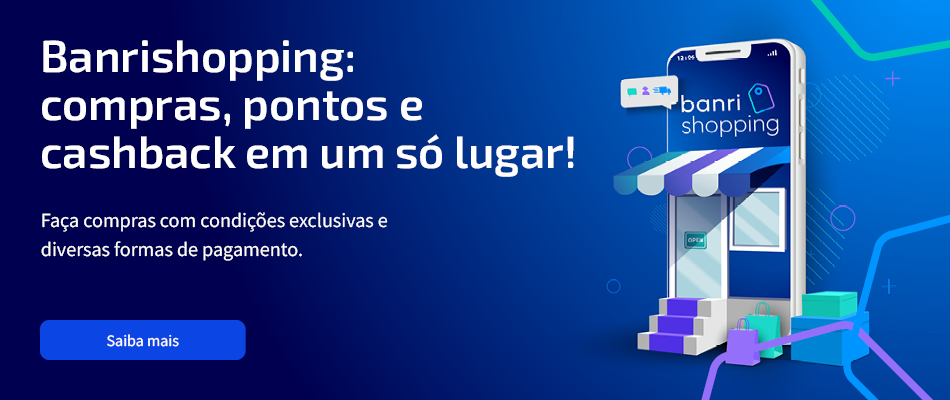 Banrishopping:
compras, pontos e
cashback em um só lugar!
Faça compras com condições exclusivas e
diversas formas de pagamento.
Saiba mais
banri
shopping
OPEN